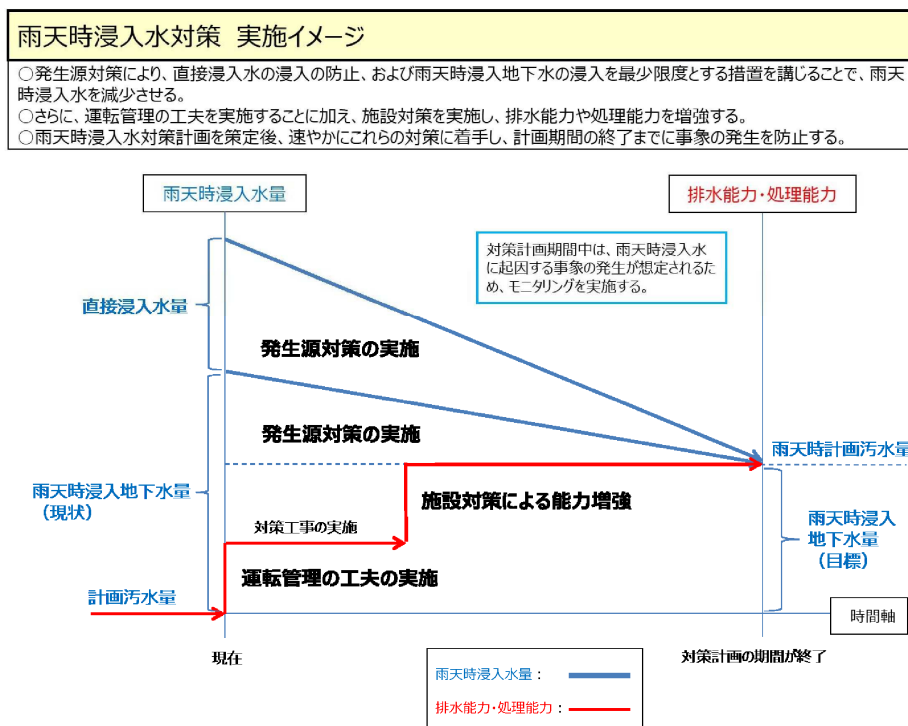 雨天時浸入水対策 実施イメージ
○発生源対策により、直接浸入水の浸入の防止、および雨天時浸入地下水の浸入を最少限度とする措置を講じることで、雨天
時浸入水を減少させる。
○さらに、運転管理の工夫を実施することに加え、施設対策を実施し、排水能力や処理能力を増強する。
○雨天時浸入水対策計画を策定後、速やかにこれらの対策に着手し、計画期間の終了までに事象の発生を防止する。
雨天時浸入水量
排水能力・処理能力
対策計画期間中は、雨天時浸入水
に起因する事象の発生が想定されるた
め、モニタリングを実施する。
直接浸入水量
発生源対策の実施
発生源対策の実施
雨天時計画汚水量
雨天時浸入地下水量
(現状)
施設対策による能力増強
対策工事の実施
雨天時浸入
地下水量
(目標)
運転管理の工夫の実施
計画汚水量
時間軸
現在
対策計画の期間が終了
雨天時浸入水量:
排水能力・処理能力: